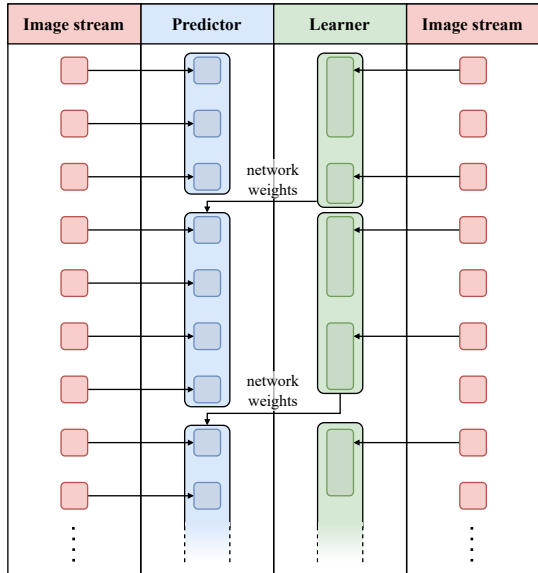 Image stream
Predictor
Learner
Image stream
network
weights
network
weights